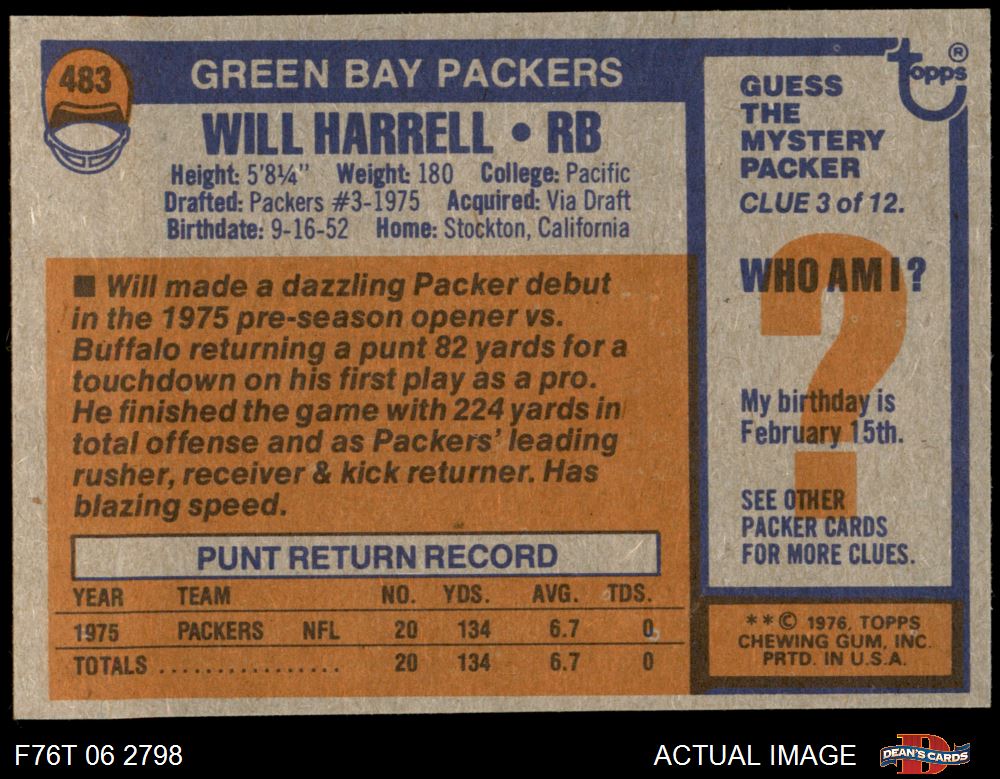 483
GREEN BAY PACKERS
WILL HARRELL • RB
Height: 5'8¼" Weight: 180 College: Pacific
Drafted: Packers #3-1975 Acquired: Via Draft
Birthdate: 9-16-52 Home: Stockton, California
■ Will made a dazzling Packer debut
in the 1975 pre-season opener vs.
Buffalo returning a punt 82 yards for a
touchdown on his first play as a pro.
He finished the game with 224 yards in
total offense and as Packers' leading
rusher, receiver & kick returner. Has
blazing speed.
PUNT RETURN RECORD
YEAR TEAM NO. YDS. AVG. TDS.
1975 PACKERS NFL 20 134 6.7 0
TOTALS .................. 20 134 6.7 0
topps®
GUESS
THE
MYSTERY
PACKER
CLUE 3 of 12.
WHO AM I?
?
My birthday is
February 15th.
SEE OTHER
PACKER CARDS
FOR MORE CLUES.
**© 1976, TOPPS
CHEWING GUM, INC.
PRTD. IN U.S.A.
F76T 06 2798
ACTUAL IMAGE
D
DEAN'S CARDS